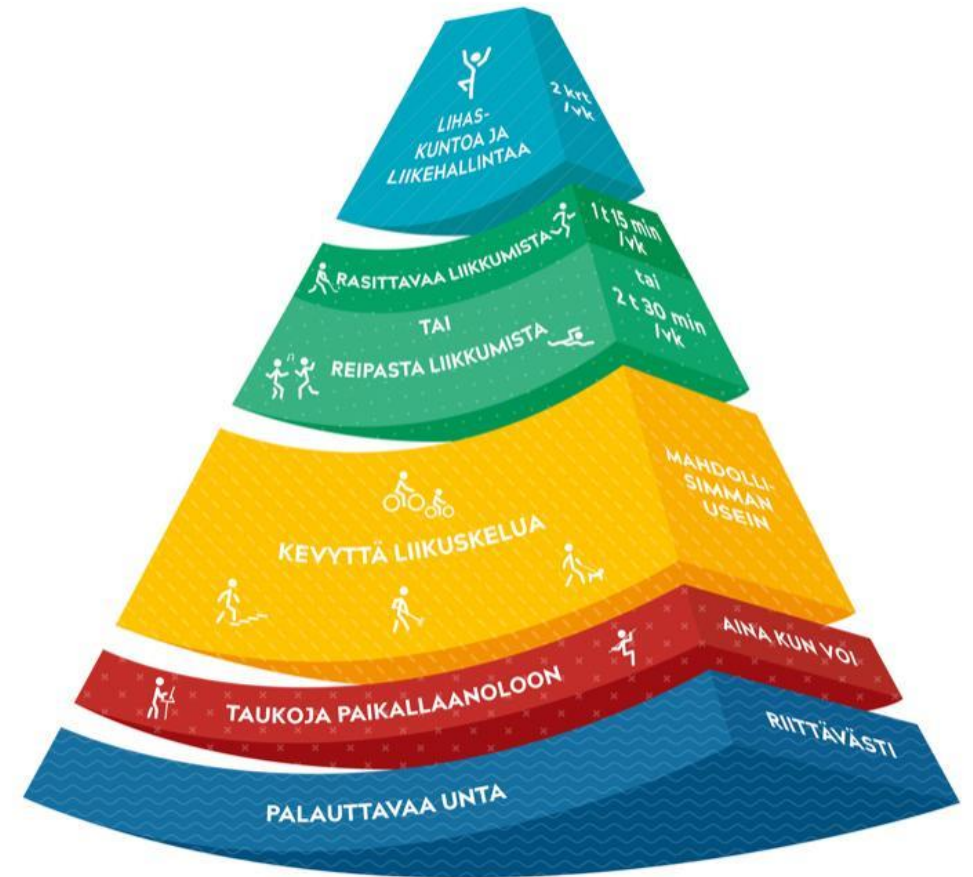 LIHAS-
KUNTOA JA
LIIKEHALLINTAA
2 krt
/vk
RASITTAVAA LIIKKUMISTA
1 t 15 min
/vk
TAI
tai
REIPASTA LIIKKUMISTA
2 t 30 min
/vk
KEVYTTÄ LIIKUSKELUA
MAHDOLLI-
SIMMAN
USEIN
TAUKOJA PAIKALLAANOLOON
AINA KUN VOI
PALAUTTAVAA UNTA
RIITTÄVÄSTI